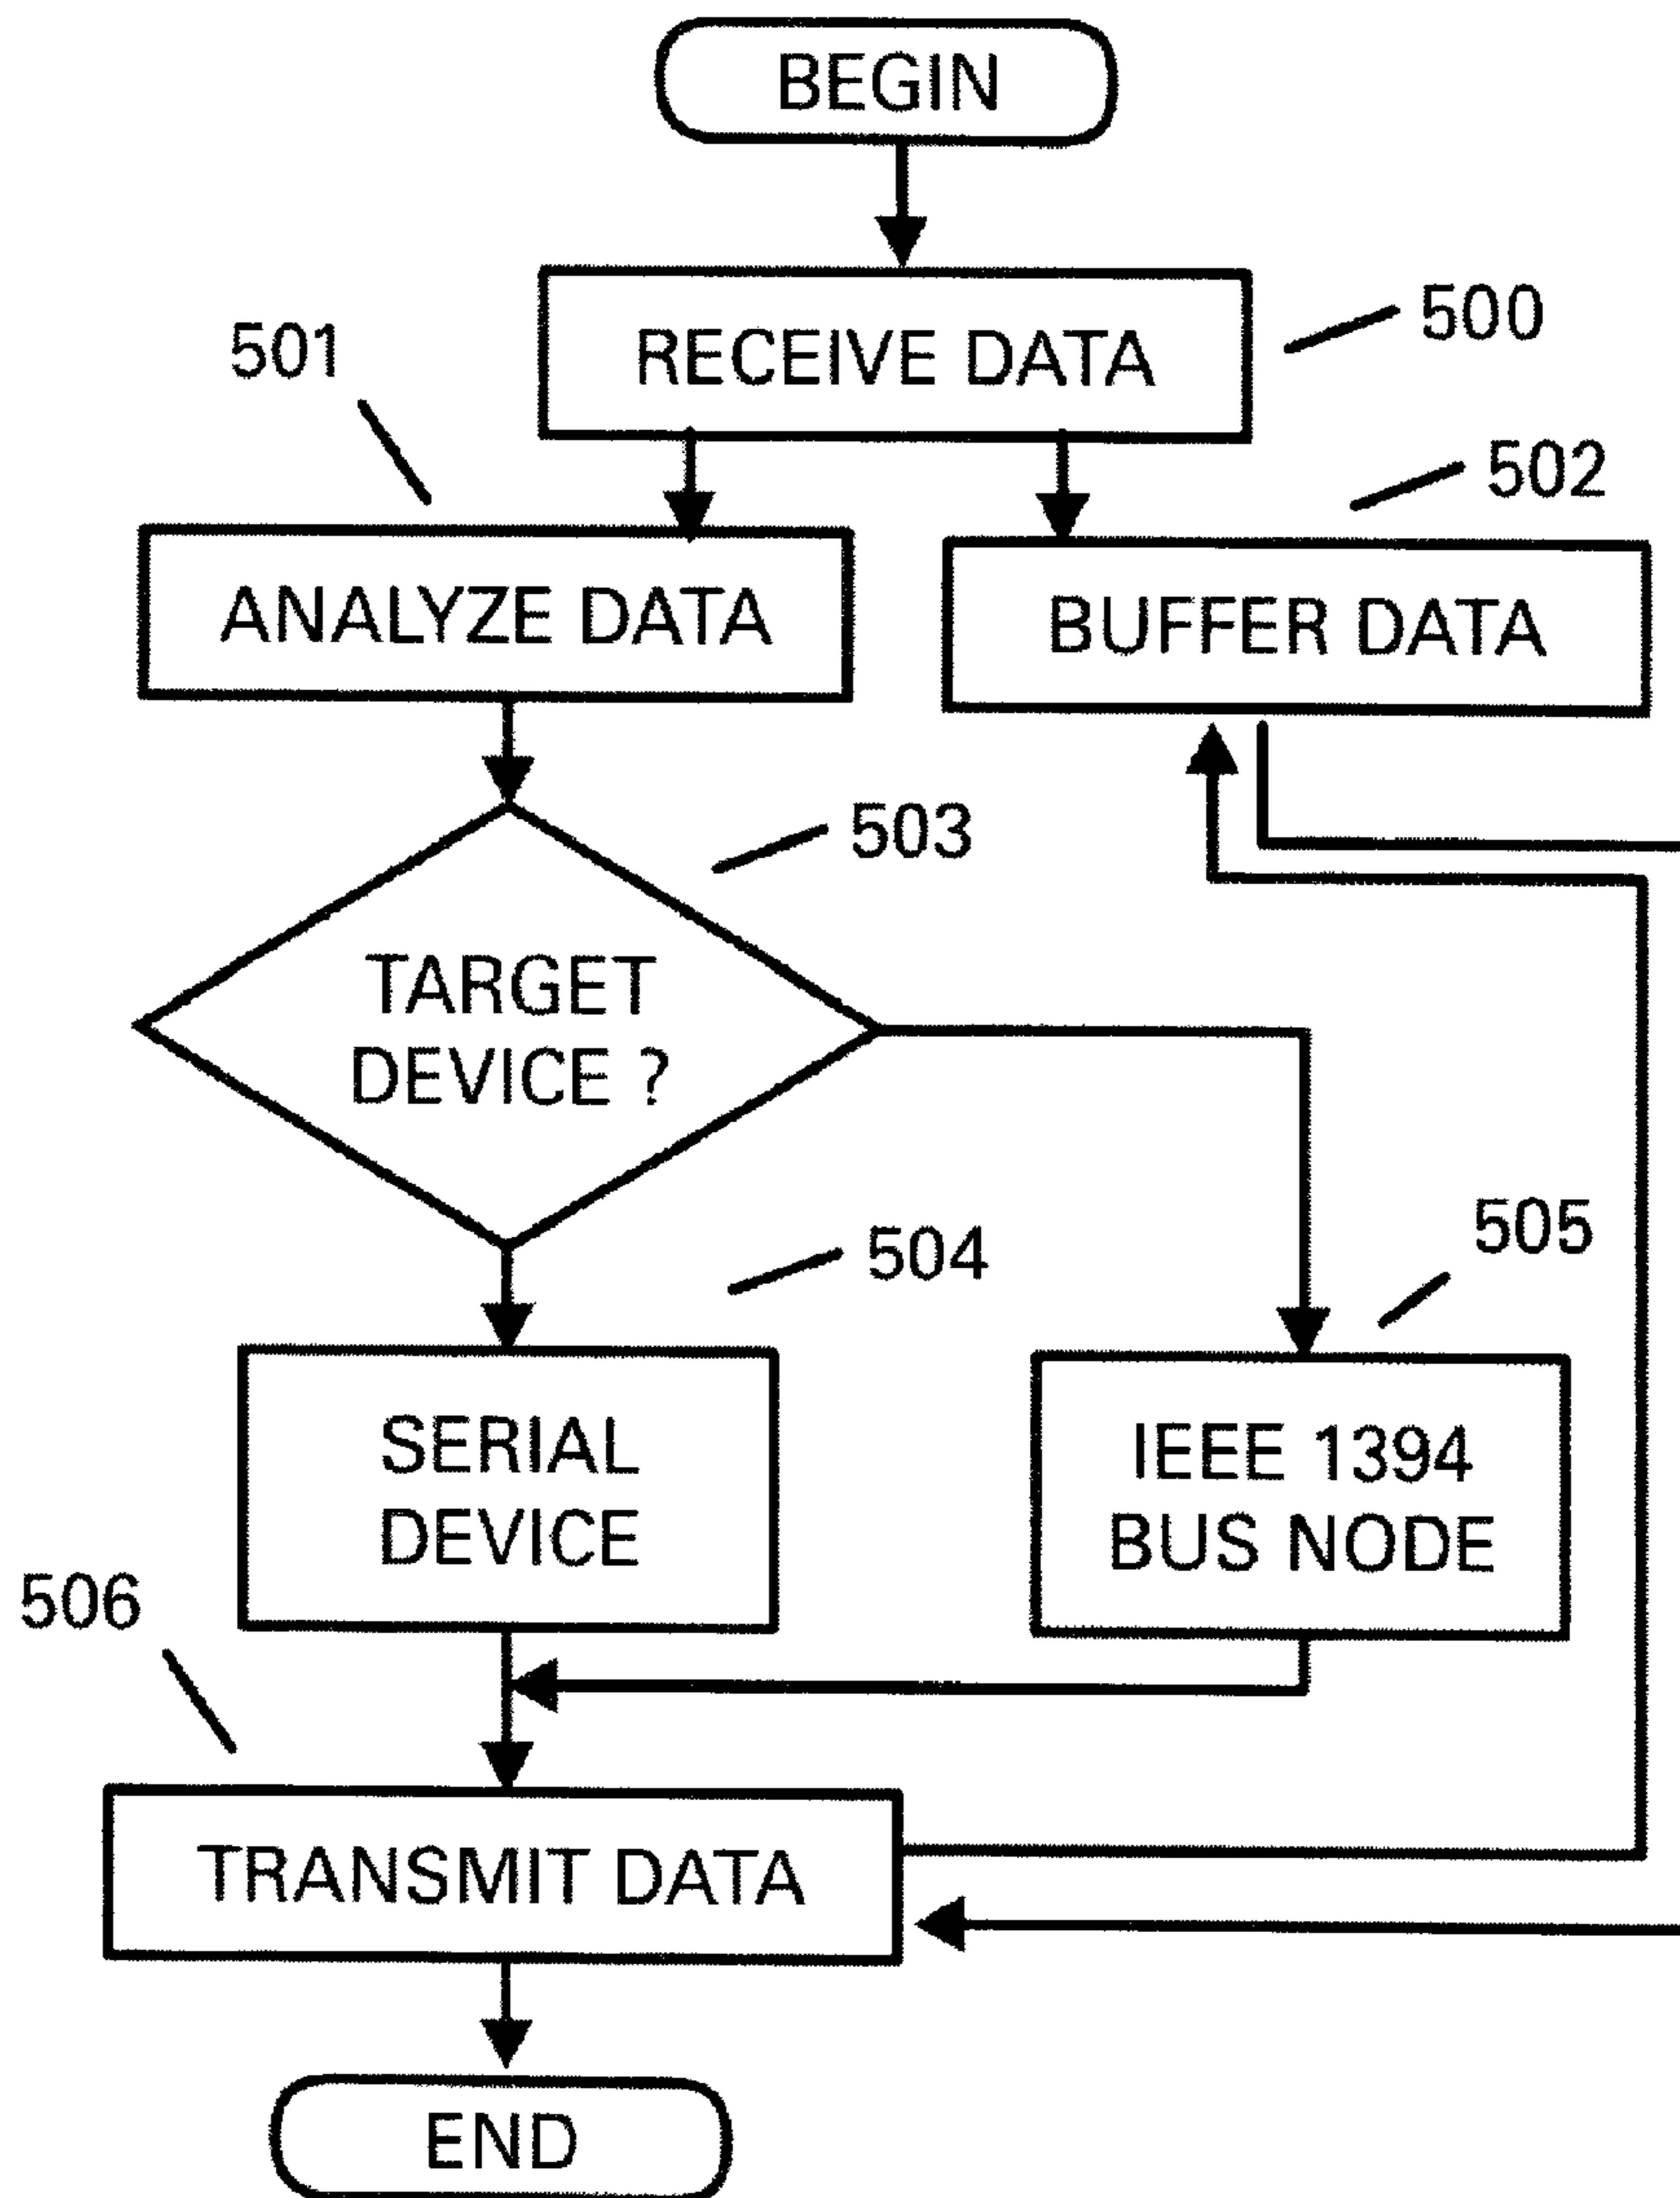 BEGIN
RECEIVE DATA
500
501
502
ANALYZE DATA
BUFFER DATA
503
TARGET
DEVICE ?
504
505
SERIAL
DEVICE
IEEE 1394
BUS NODE
506
TRANSMIT DATA
END